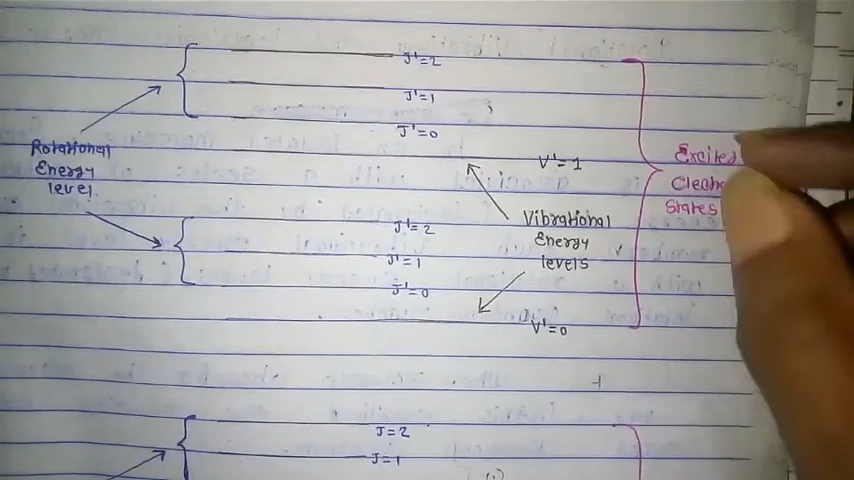 J'=2
J'=1
J'=0
Rotational
Energy
level.
V'=1
Excited
States
Vibrational
Energy
levels
J'=2
J'=1
J'=0
V'=0
J=2
J=1